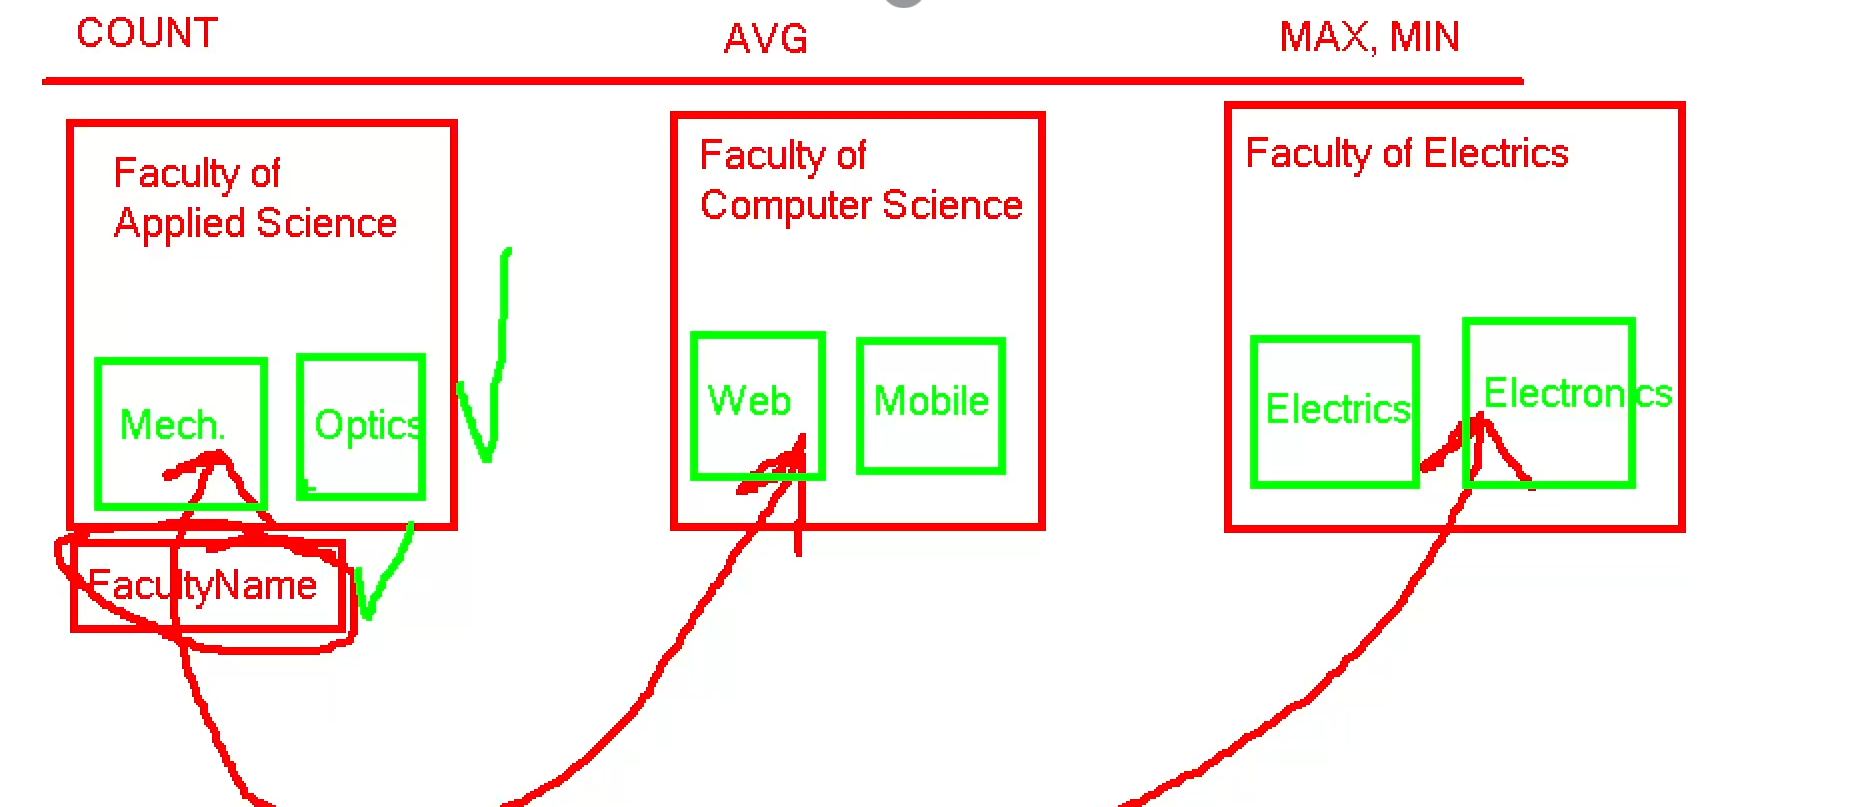 COUNT
AVG
MAX, MIN
Faculty of
Applied Science
Mech.
Optics
FacultyName
Faculty of
Computer Science
Web
Mobile
Faculty of Electrics
Electrics
Electronics